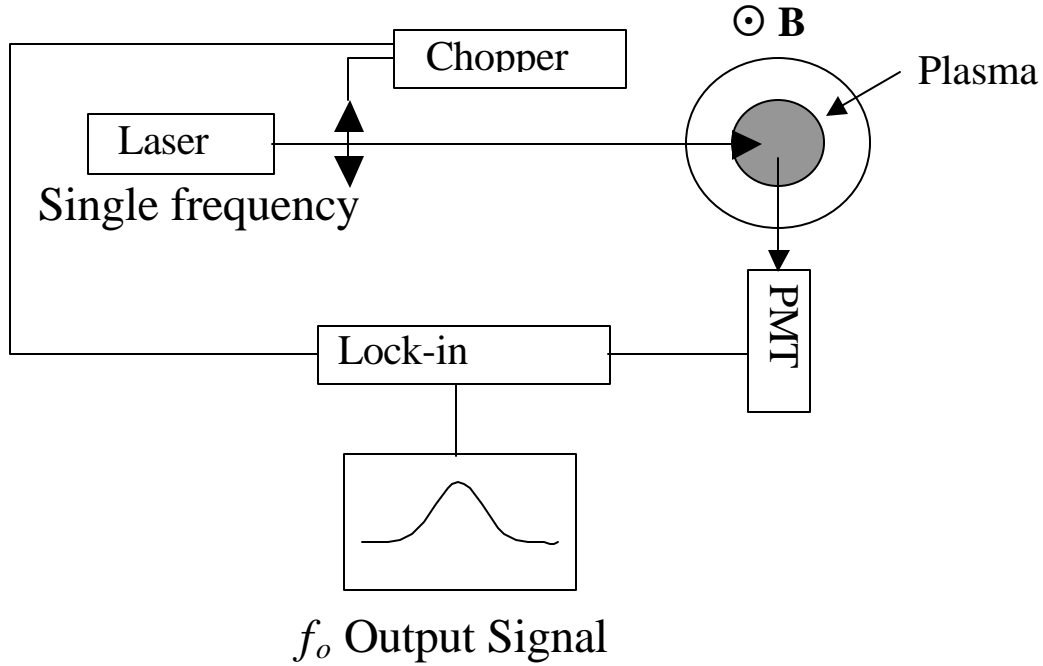 ⊙ B
Chopper
Plasma
Laser
Single frequency
PMT
Lock-in
fₒ Output Signal